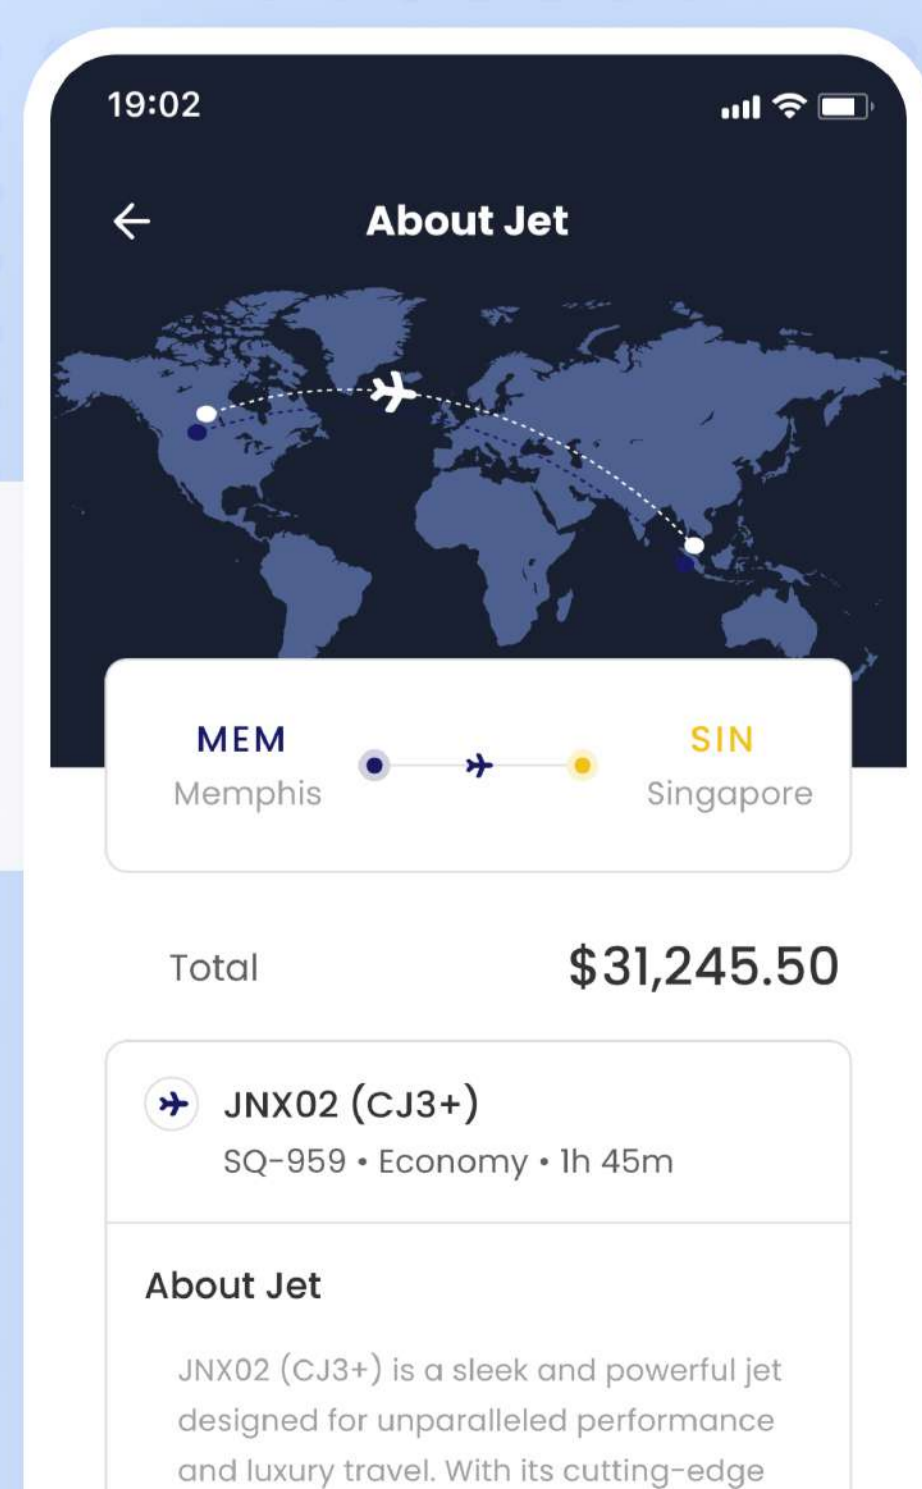 19:02
About Jet
MEM
SIN
Memphis
Singapore
Total
$31,245.50
JNX02 (CJ3+)
SQ-959 • Economy • 1h 45m
About Jet
JNX02 (CJ3+) is a sleek and powerful jet
designed for unparalleled performance
and luxury travel. With its cutting-edge